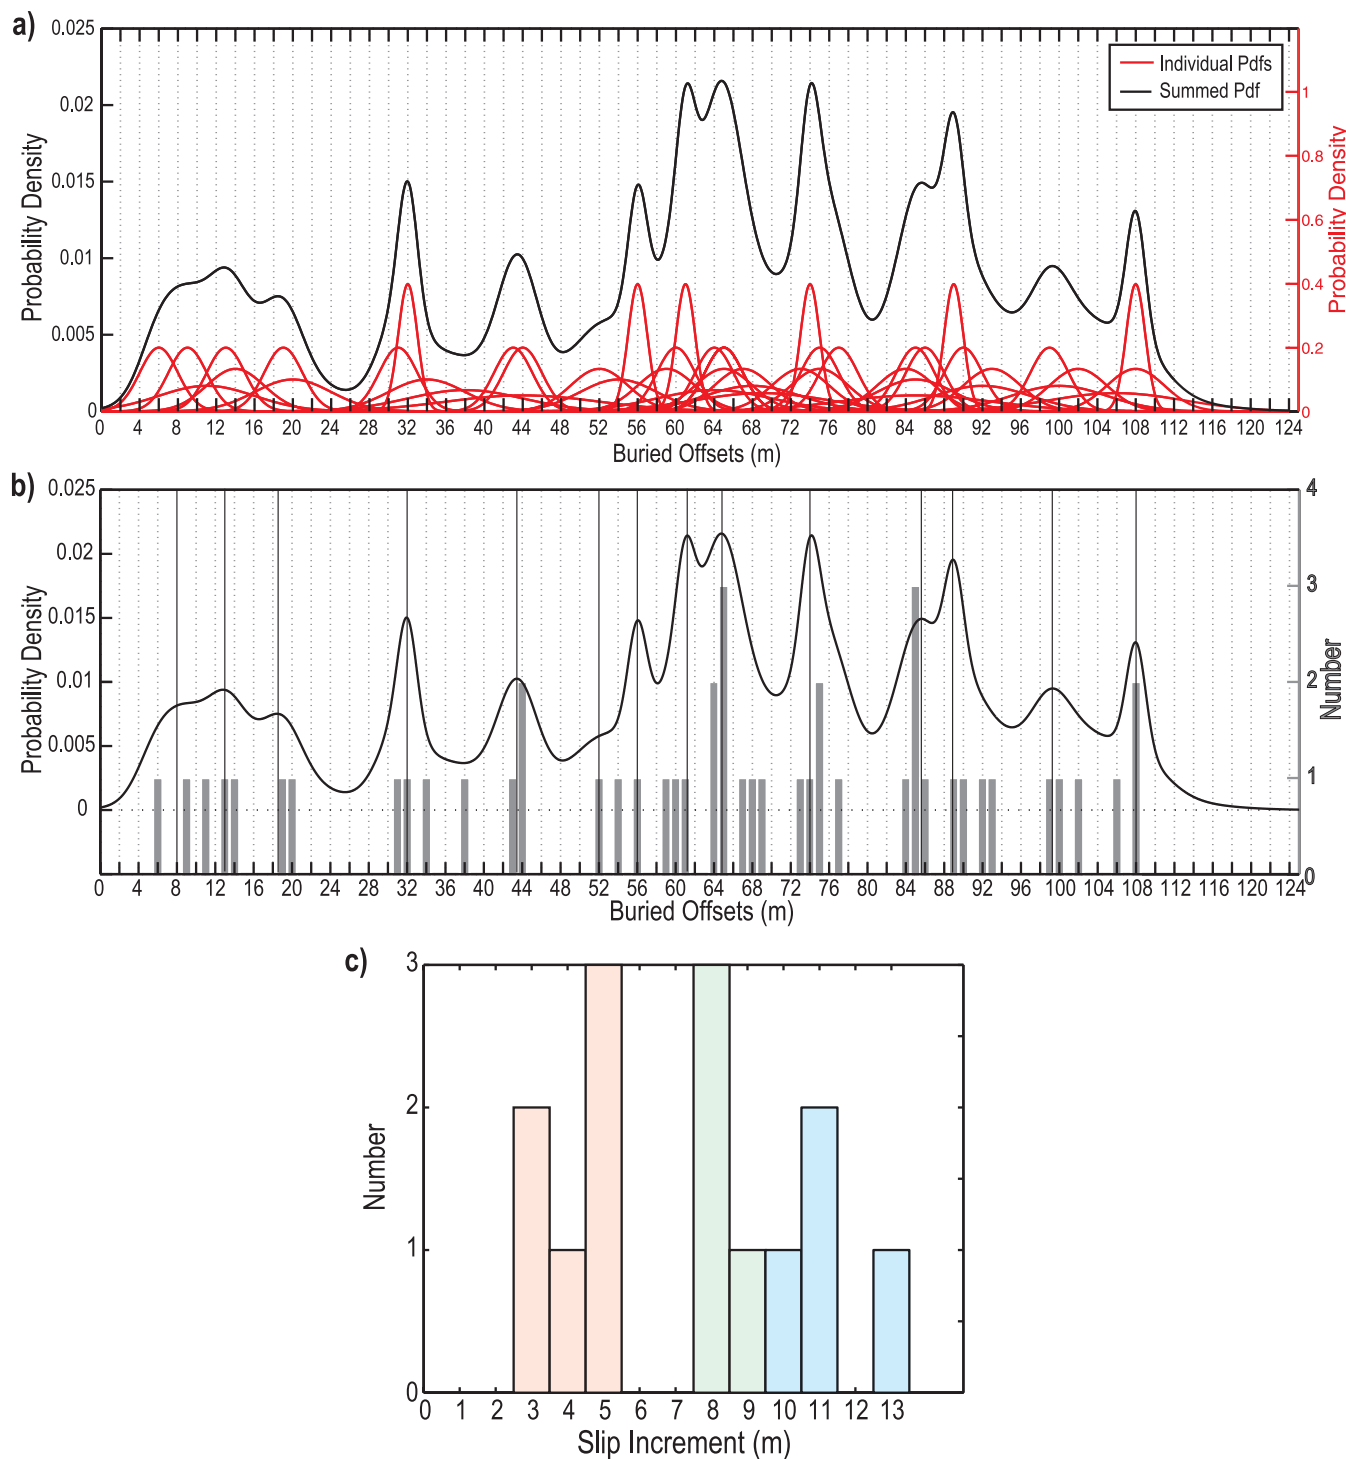 a)
0.025
0.02
0.015
0.01
0.005
0
Probability Density
Individual Pdfs
Summed Pdf
1
0.8
0.6
0.4
0.2
0
Probability Density
0 4 8 12 16 20 24 28 32 36 40 44 48 52 56 60 64 68 72 76 80 84 88 92 96 100 104 108 112 116 120 124
Buried Offsets (m)
b)
0.025
0.02
0.015
0.01
0.005
0
Probability Density
4
3
2
1
0
Number
0 4 8 12 16 20 24 28 32 36 40 44 48 52 56 60 64 68 72 76 80 84 88 92 96 100 104 108 112 116 120 124
Buried Offsets (m)
c)
3
2
1
0
Number
0 1 2 3 4 5 6 7 8 9 10 11 12 13
Slip Increment (m)